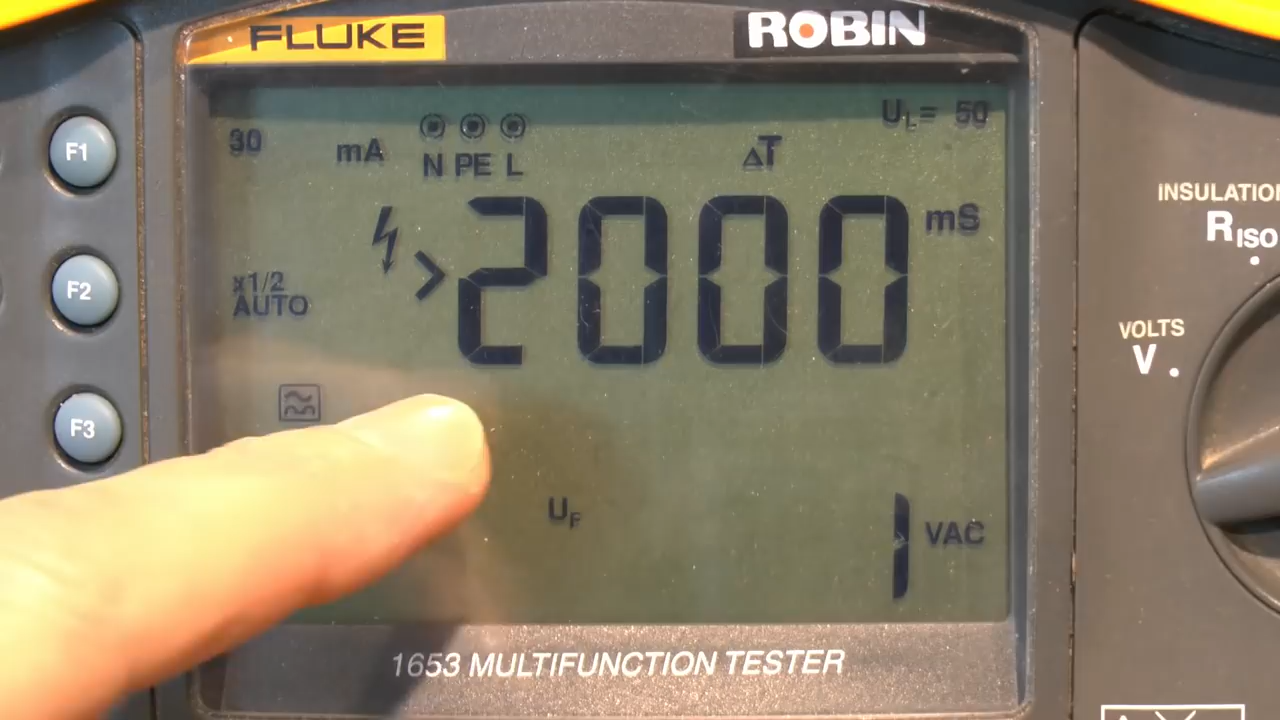 FLUKE
ROBIN
30 mA
N PE L
ΔT
UL= 50
F1
F2
F3
x1/2
AUTO
>2000 mS
UF
1 VAC
1653 MULTIFUNCTION TESTER
INSULATION
RISO
VOLTS
V